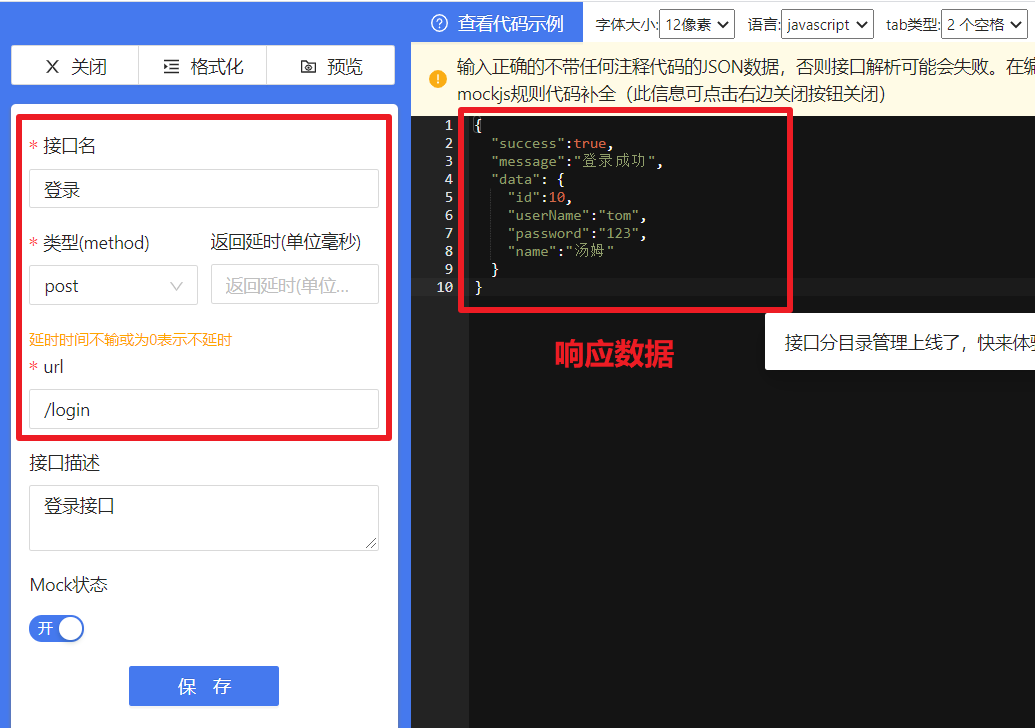 查看代码示例
字体大小: 12像素 语言: javascript tab类型: 2 个空格
关闭 格式化 预览
输入正确的不带任何注释代码的JSON数据，否则接口解析可能会失败。在编
mockjs规则代码补全（此信息可点击右边关闭按钮关闭）
* 接口名
登录
* 类型(method) 返回延时(单位毫秒)
post 返回延时(单位...
延时时间不输或为0表示不延时
* url
/login
接口描述
登录接口
Mock状态
开
保 存
1 {
2 "success":true,
3 "message":"登录成功",
4 "data": {
5 "id":10,
6 "userName":"tom",
7 "password":"123",
8 "name":"汤姆"
9 }
10 }
响应数据
接口分目录管理上线了，快来体